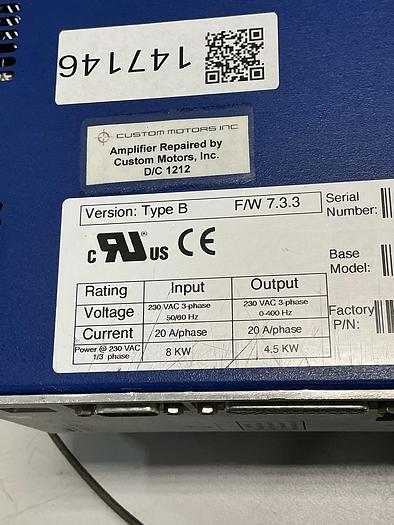 147146
CUSTOM MOTORS INC
Amplifier Repaired by
Custom Motors, Inc.
D/C 1212
Version: Type B F/W 7.3.3
Serial
Number:
c RU ® US CE
Base
Model:
Rating Input Output
Voltage 230 VAC 3-phase 50/60 Hz 230 VAC 3-phase 0-400 Hz
Factory
P/N:
Current 20 A/phase 20 A/phase
Power @ 230 VAC 1/3 phase 8 KW 4.5 KW